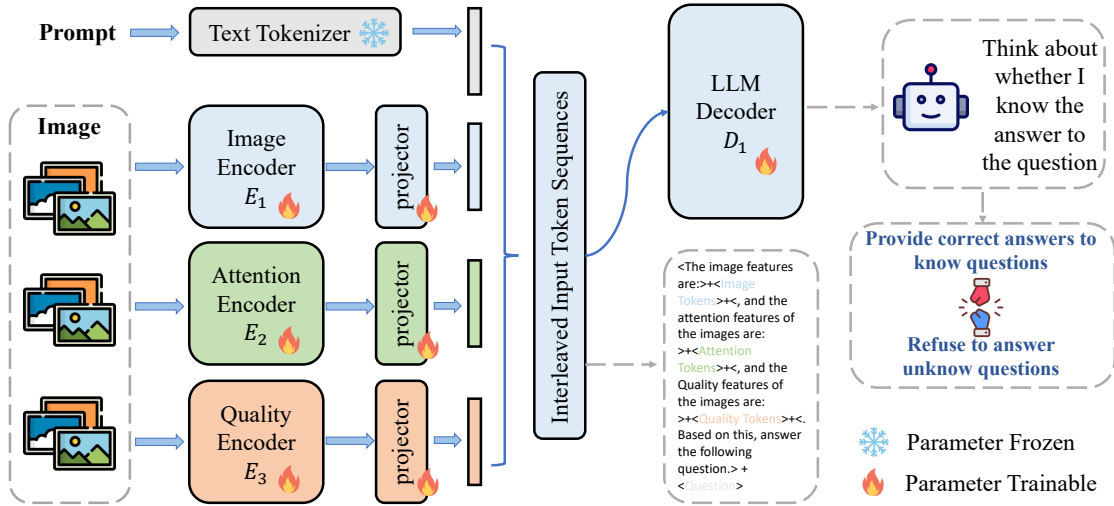 Prompt
Text Tokenizer
Image
Image
Encoder
E₁
projector
Attention
Encoder
E₂
projector
Quality
Encoder
E₃
projector
Interleaved Input Token Sequences
LLM
Decoder
D₁
Think about
whether I
know the
answer to
the question
<The image features
are:>+<Image
Tokens>+<, and the
attention features of
the images are:
>+<Attention
Tokens>+<, and the
Quality features of
the images are:
>+<Quality Tokens>+<.
Based on this, answer
the following
question.> +
<Question>
Provide correct answers to
know questions
Refuse to answer
unknow questions
Parameter Frozen
Parameter Trainable